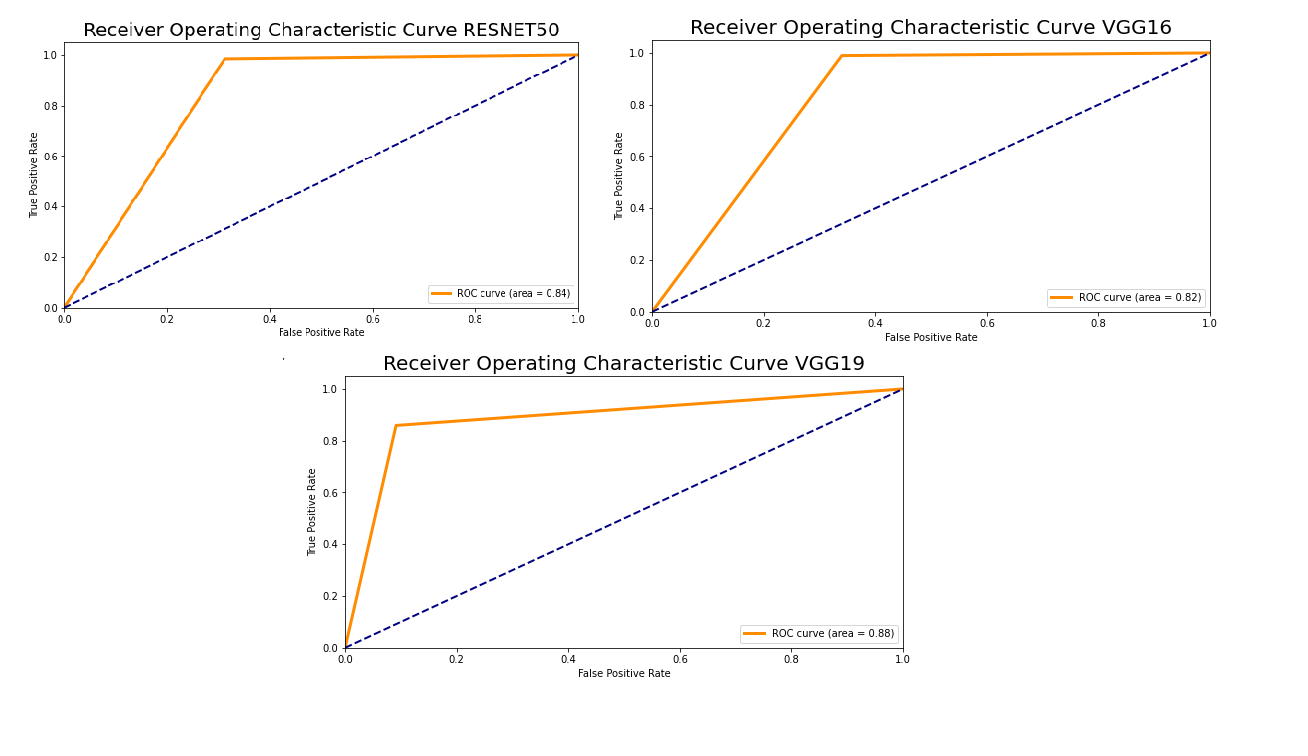 Receiver Operating Characteristic Curve RESNET50
1.0
0.8
0.6
0.4
0.2
0.0
True Positive Rate
ROC curve (area = 0.84)
0.0 0.2 0.4 0.6 0.8 1.0
False Positive Rate
Receiver Operating Characteristic Curve VGG16
1.0
0.8
0.6
0.4
0.2
0.0
True Positive Rate
ROC curve (area = 0.82)
0.0 0.2 0.4 0.6 0.8 1.0
False Positive Rate
Receiver Operating Characteristic Curve VGG19
1.0
0.8
0.6
0.4
0.2
0.0
True Positive Rate
ROC curve (area = 0.88)
0.0 0.2 0.4 0.6 0.8 1.0
False Positive Rate